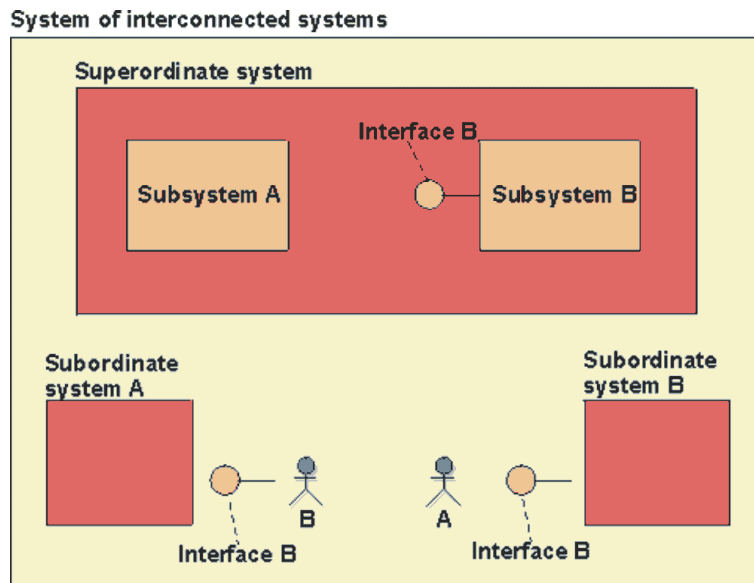 System of interconnected systems
Superordinate system
Interface B
Subsystem A
Subsystem B
Subordinate
system A
Subordinate
system B
B
A
Interface B
Interface B